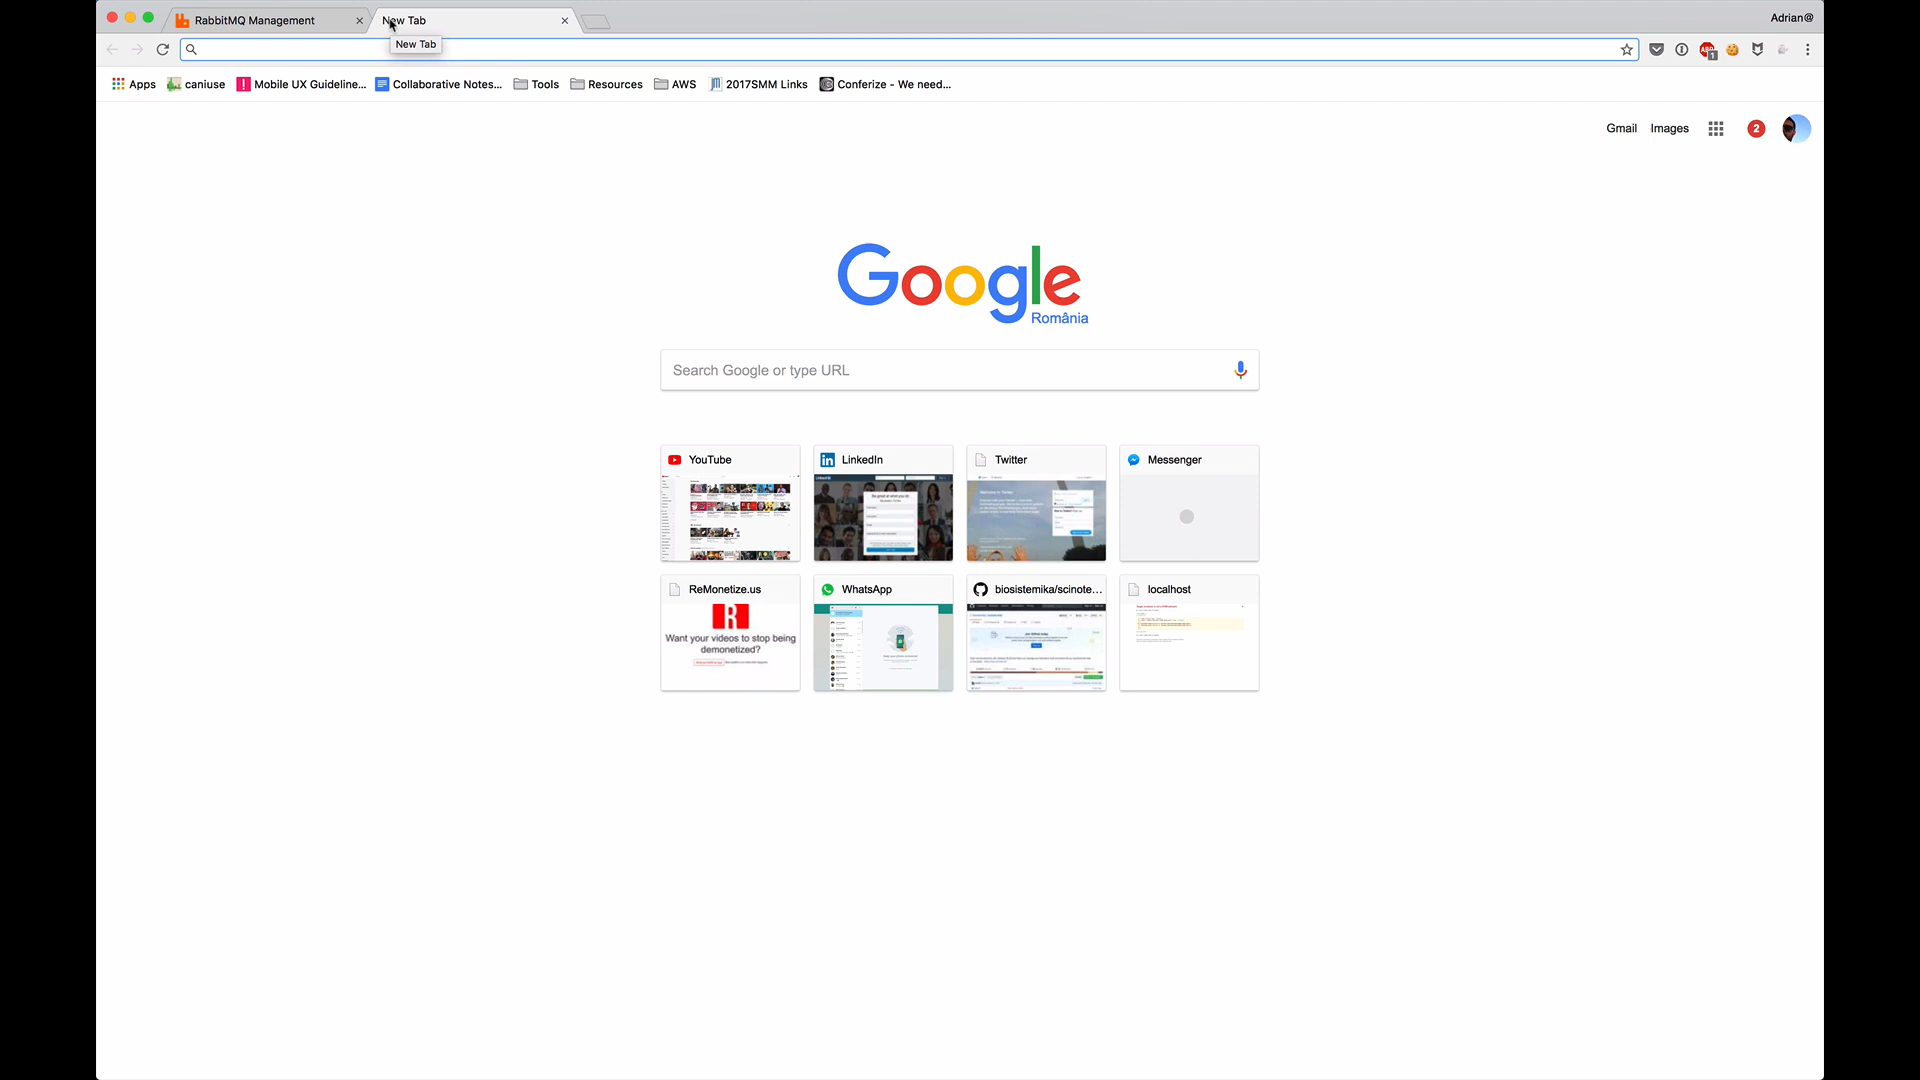 RabbitMQ Management
New Tab
Adrian@
New Tab
Apps
caniuse
Mobile UX Guideline...
Collaborative Notes...
Tools
Resources
AWS
2017SMM Links
Conferize - We need...
Gmail
Images
2
Google
România
Search Google or type URL
YouTube
LinkedIn
Twitter
Messenger
ReMonetize.us
WhatsApp
biosistemika/scinote...
localhost
R
Want your videos to stop being
demonetized?